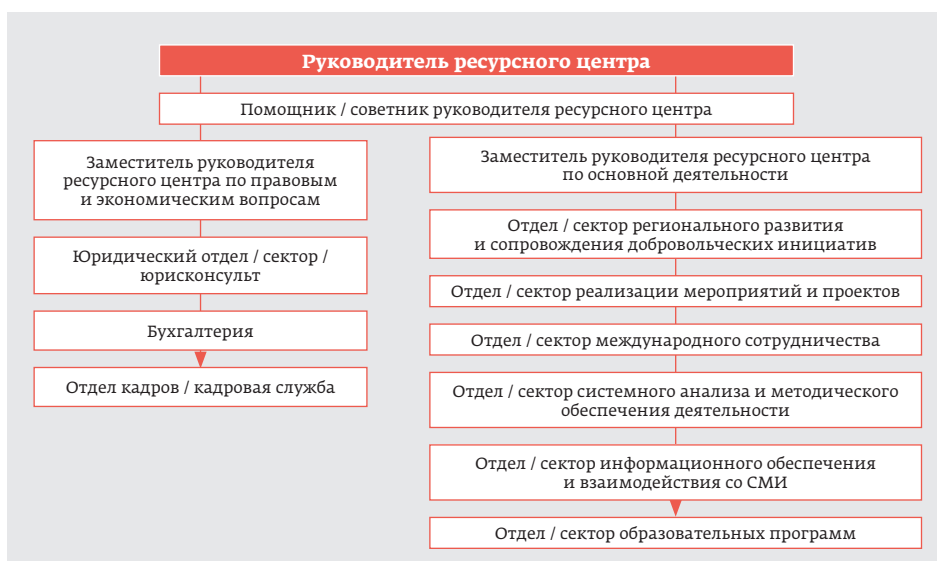 Руководитель ресурсного центра
Помощник / советник руководителя ресурсного центра
Заместитель руководителя
ресурсного центра по правовым
и экономическим вопросам
Юридический отдел / сектор /
юрисконсульт
Бухгалтерия
Отдел кадров / кадровая служба
Заместитель руководителя ресурсного центра
по основной деятельности
Отдел / сектор регионального развития
и сопровождения добровольческих инициатив
Отдел / сектор реализации мероприятий и проектов
Отдел / сектор международного сотрудничества
Отдел / сектор системного анализа и методического
обеспечения деятельности
Отдел / сектор информационного обеспечения
и взаимодействия со СМИ
Отдел / сектор образовательных программ